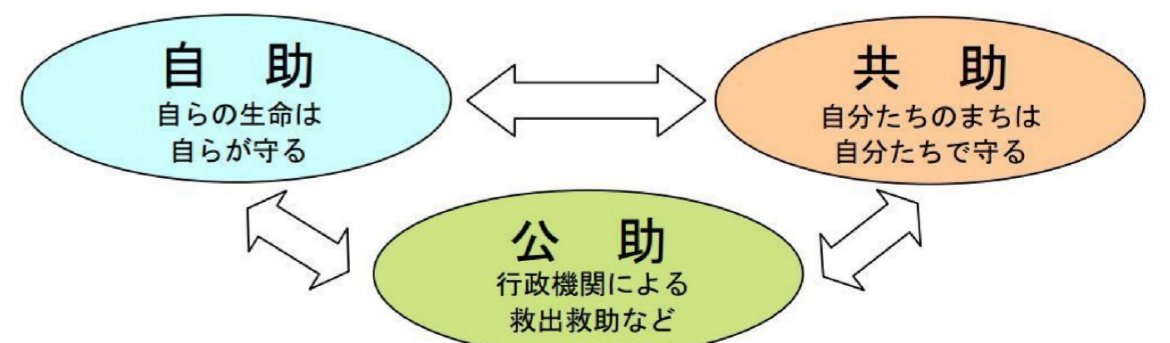 自　助
自らの生命は
自らが守る
共　助
自分たちのまちは
自分たちで守る
公　助
行政機関による
救出救助など